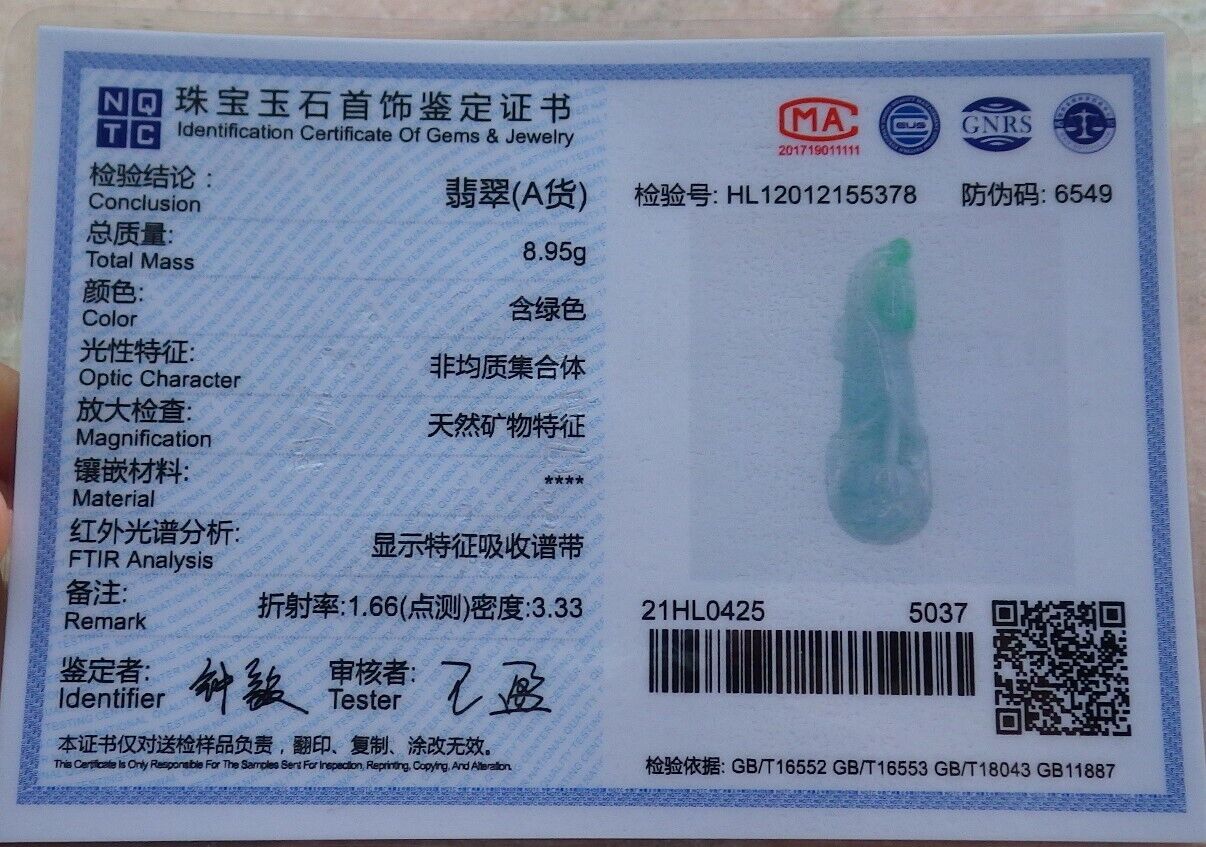 NQTC
珠宝玉石首饰鉴定证书
Identification Certificate Of Gems & Jewelry
检验结论：
Conclusion
翡翠(A货)
总质量:
Total Mass
8.95g
颜色:
Color
含绿色
光性特征:
Optic Character
非均质集合体
放大检查:
Magnification
天然矿物特征
镶嵌材料:
Material
****
红外光谱分析:
FTIR Analysis
显示特征吸收谱带
备注:
Remark
折射率:1.66(点测)密度:3.33
鉴定者:
Identifier
审核者:
Tester
本证书仅对送检样品负责，翻印、复制、涂改无效。
This Certificate Is Only Responsible For The Samples Sent For Inspection, Reprinting, Copying, And Alteration.
MA
201719011111
GNRS
检验号: HL12012155378 防伪码: 6549
21HL0425 5037
检验依据: GB/T16552 GB/T16553 GB/T18043 GB11887